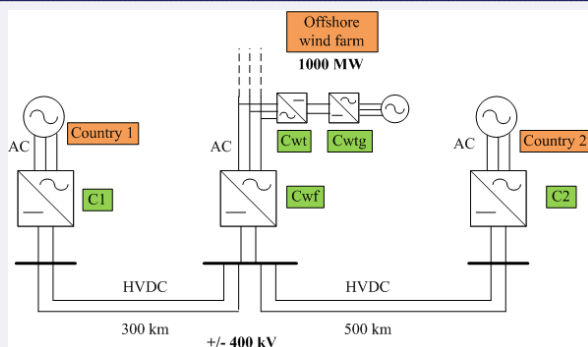 Offshore
wind farm
1000 MW
Country 1
AC
Cwt
Cwtg
AC
Country 2
AC
C1
Cwf
C2
HVDC
HVDC
300 km
500 km
+/- 400 kV